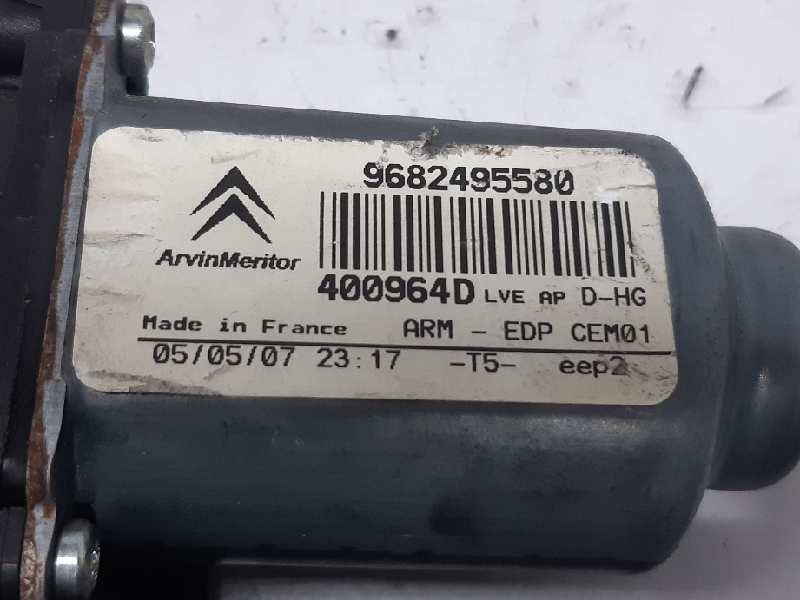 9682495580
ArvinMeritor
400964D LVE AP D-HG
Made in France ARM - EDP CEM01
05/05/07 23:17 -T5- eep2